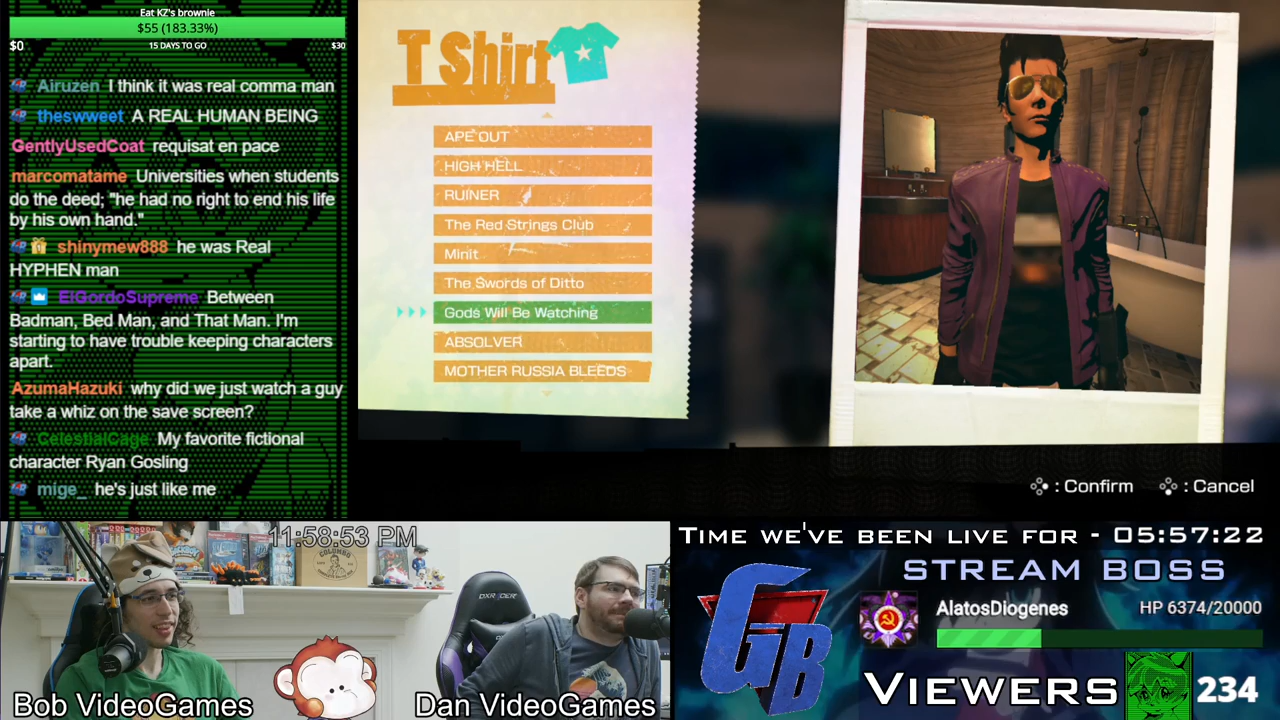 Eat KZ's brownie
$55 (183.33%)
$0 15 DAYS TO GO $30
Airuzen I think it was real comma man
theswweet A REAL HUMAN BEING
GentlyUsedCoat requisat en pace
marcomatame Universities when students
do the deed; "he had no right to end his life
by his own hand."
shinymew888 he was Real
HYPHEN man
ElGordoSupreme Between
Badman, Bed Man, and That Man. I'm
starting to have trouble keeping characters
apart.
AzumaHazuki why did we just watch a guy
take a whiz on the save screen?
CelestialCage My favorite fictional
character Ryan Gosling
mige_ he's just like me
T Shirt
APE OUT
HIGH HELL
RUINER
The Red Strings Club
Minit
The Swords of Ditto
Gods Will Be Watching
ABSOLVER
MOTHER RUSSIA BLEEDS
: Confirm : Cancel
11:58:53 PM
COLUMBO
DXRACER
Bob VideoGames
Dan VideoGames
TIME WE'VE BEEN LIVE FOR - 05:57:22
STREAM BOSS
AlatosDiogenes HP 6374/20000
GB
VIEWERS 234